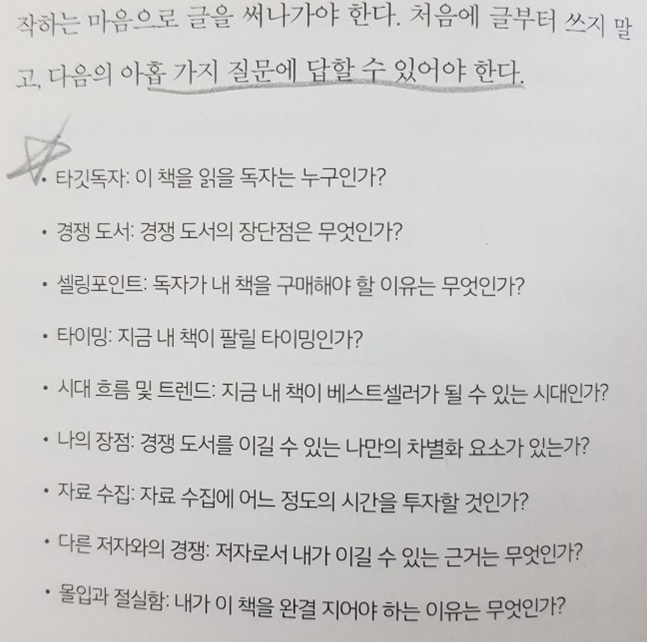 작하는 마음으로 글을 써나가야 한다. 처음에 글부터 쓰지 말
고, 다음의 아홉 가지 질문에 답할 수 있어야 한다.
• 타깃독자: 이 책을 읽을 독자는 누구인가?
• 경쟁 도서: 경쟁 도서의 장단점은 무엇인가?
• 셀링포인트: 독자가 내 책을 구매해야 할 이유는 무엇인가?
• 타이밍: 지금 내 책이 팔릴 타이밍인가?
• 시대 흐름 및 트렌드: 지금 내 책이 베스트셀러가 될 수 있는 시대인가?
• 나의 장점: 경쟁 도서를 이길 수 있는 나만의 차별화 요소가 있는가?
• 자료 수집: 자료 수집에 어느 정도의 시간을 투자할 것인가?
• 다른 저자와의 경쟁: 저자로서 내가 이길 수 있는 근거는 무엇인가?
• 몰입과 절실함: 내가 이 책을 완결 지어야 하는 이유는 무엇인가?